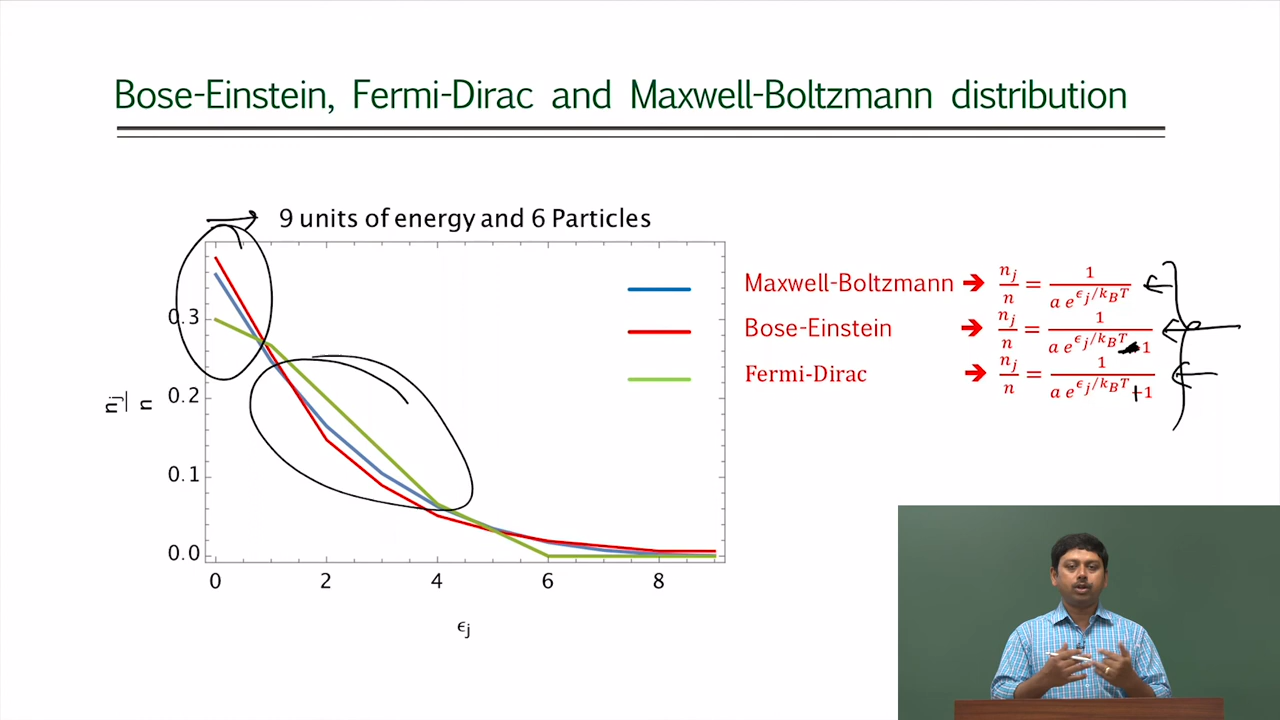 Bose-Einstein, Fermi-Dirac and Maxwell-Boltzmann distribution
9 units of energy and 6 Particles
Maxwell-Boltzmann ➔ n_j/n = 1/(a e^{ϵ_j/k_BT})
Bose-Einstein ➔ n_j/n = 1/(a e^{ϵ_j/k_BT} - 1)
Fermi-Dirac ➔ n_j/n = 1/(a e^{ϵ_j/k_BT} + 1)
n_j/n
0.3
0.2
0.1
0.0
0 2 4 6 8
ϵ_j